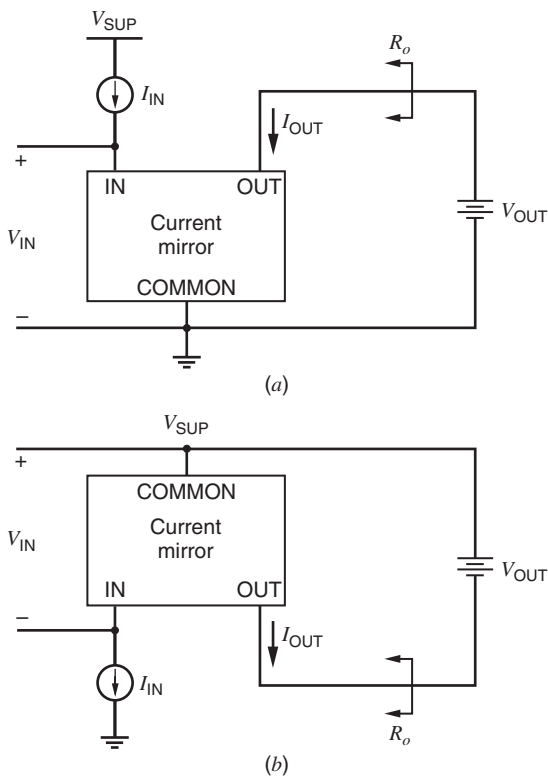 V_SUP
I_IN
R_o
I_OUT
+
IN OUT
V_IN
Current
mirror
V_OUT
COMMON
−
(a)
V_SUP
+
COMMON
V_IN
Current
mirror
V_OUT
IN OUT
−
I_OUT
I_IN
R_o
(b)